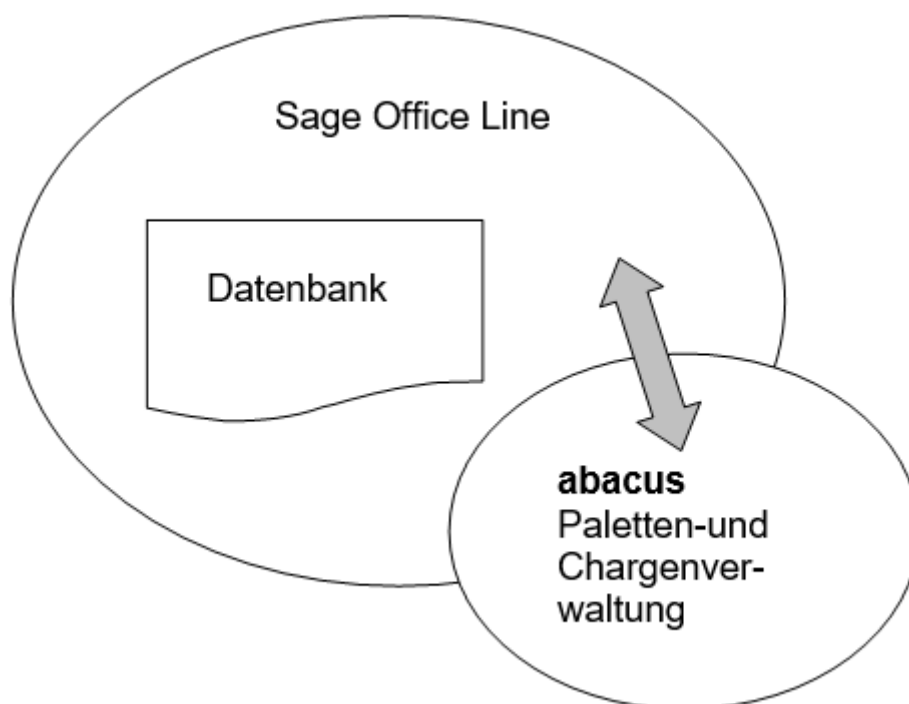 Sage Office Line
Datenbank
abacus
Paletten-und
Chargenver-
waltung